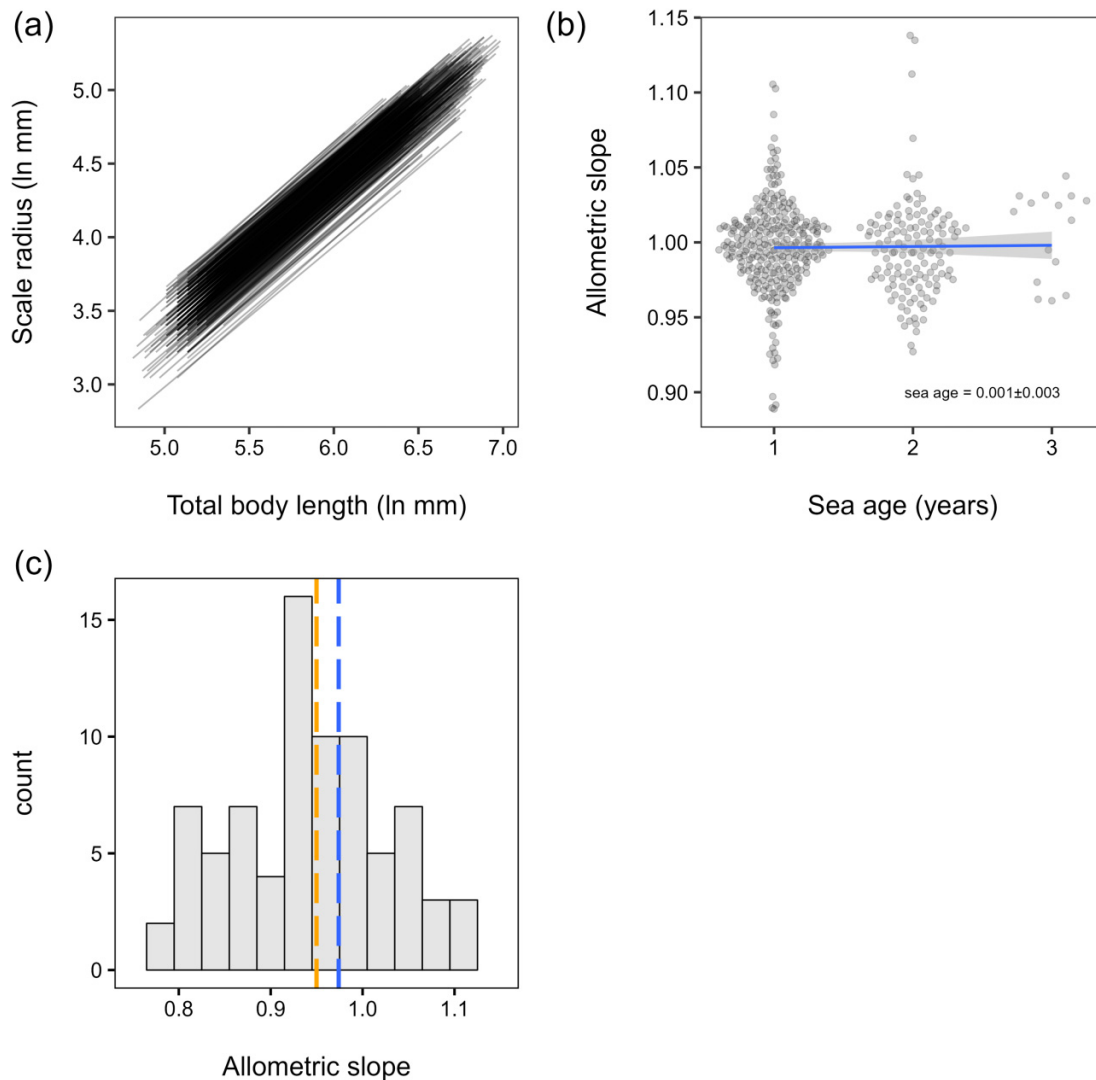 (a)
Scale radius (ln mm)
5.0
4.5
4.0
3.5
3.0
5.0 5.5 6.0 6.5 7.0
Total body length (ln mm)
(b)
Allometric slope
1.15
1.10
1.05
1.00
0.95
0.90
sea age = 0.001±0.003
1 2 3
Sea age (years)
(c)
count
15
10
5
0
0.8 0.9 1.0 1.1
Allometric slope